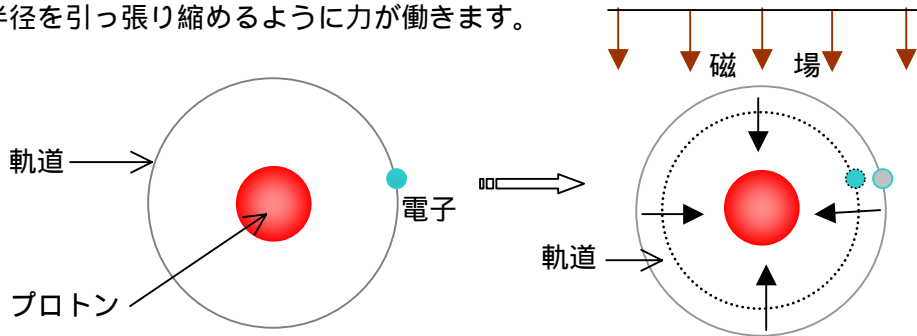 半径を引っ張り縮めるように力が働きます。
磁 場
軌道
電子
軌道
プロトン